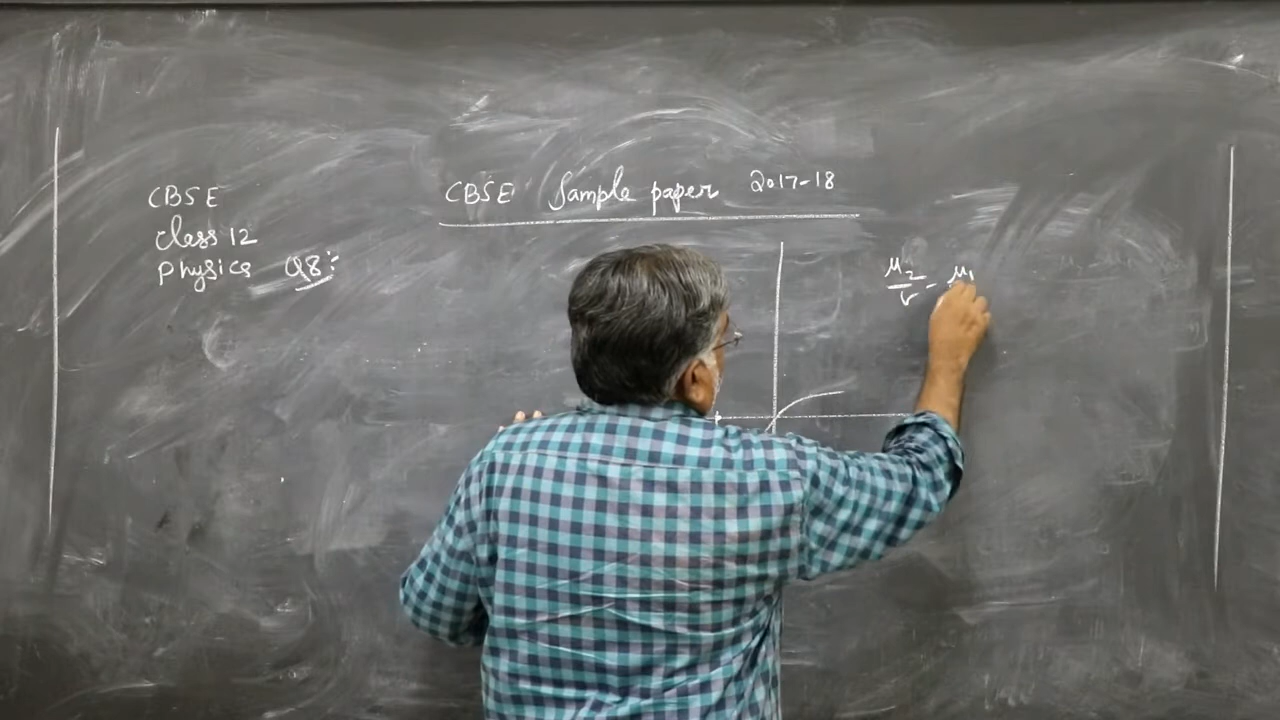 CBSE Sample paper 2017-18
CBSE
Class 12
Physics Q8:
μ₂/v - μ₁